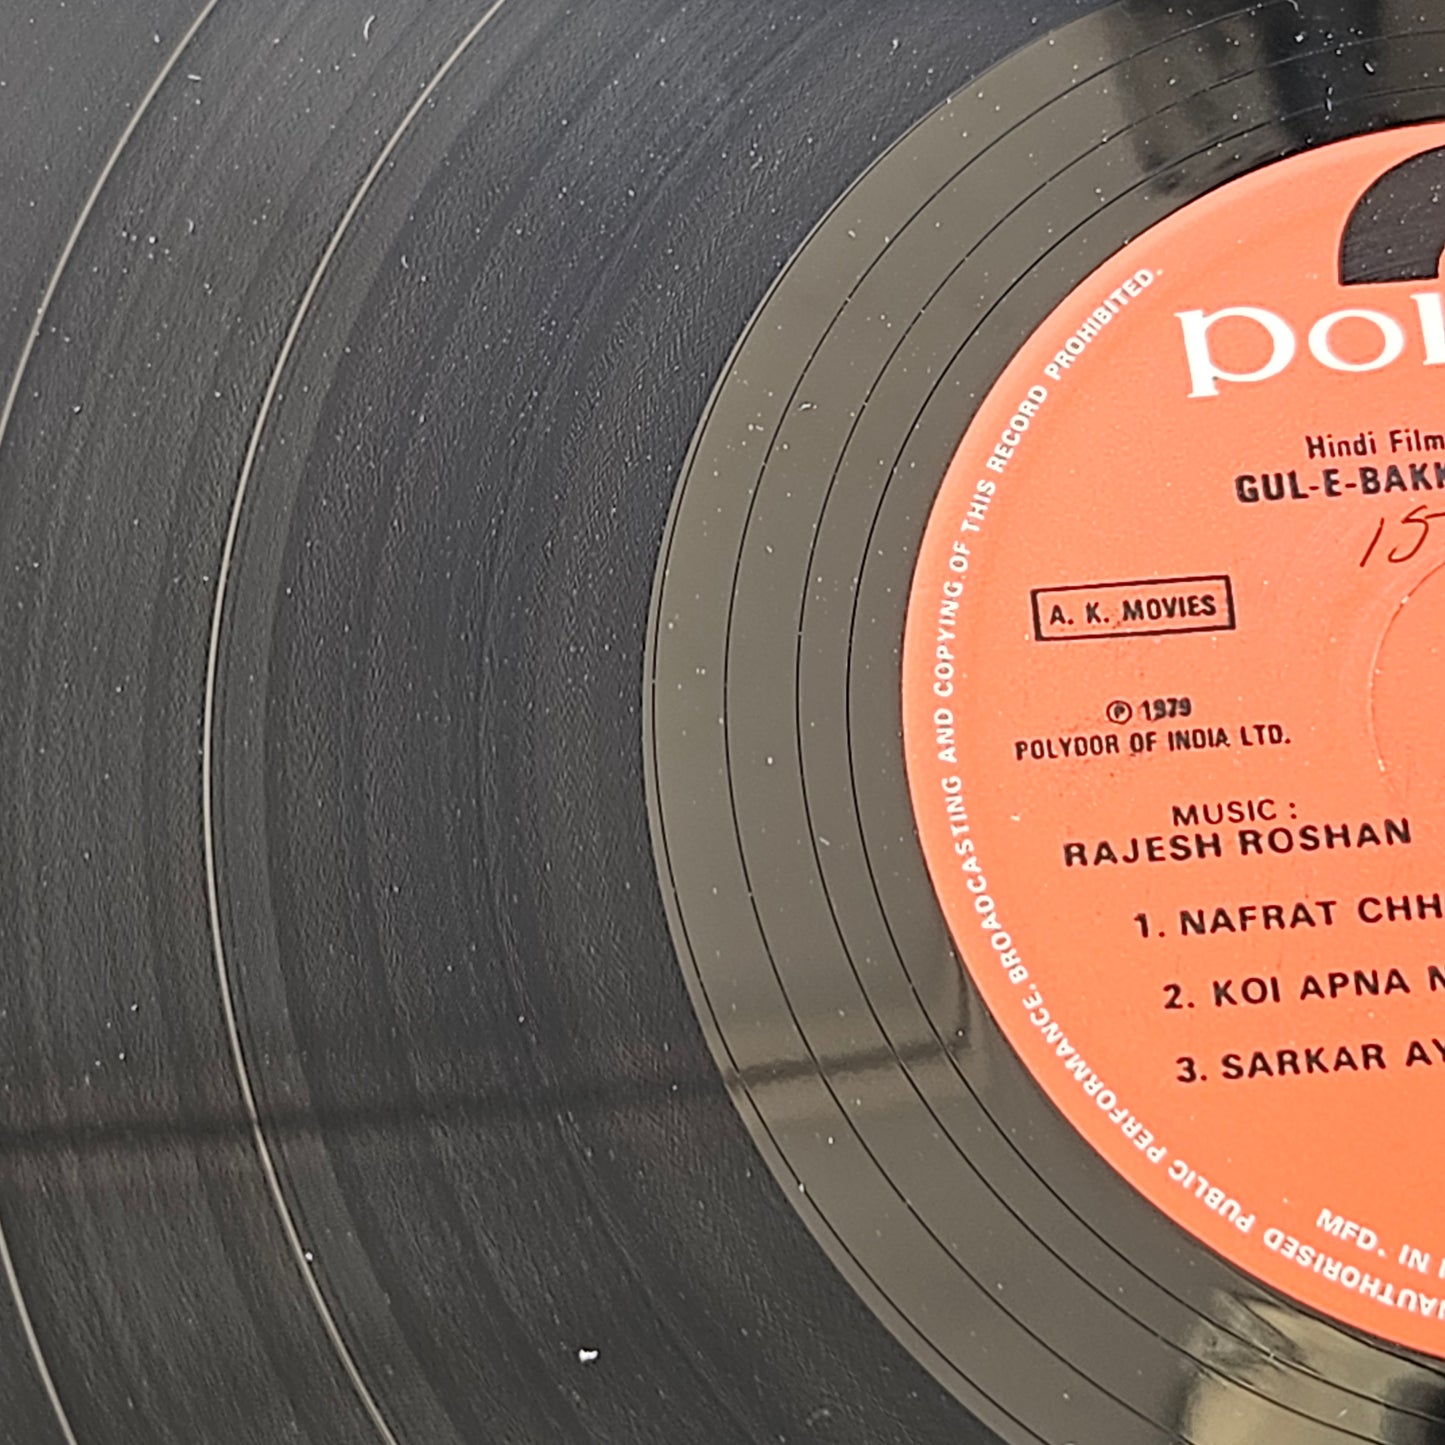 Pol
Hindi Film
GUL-E-BAKK
15
A. K. MOVIES
℗ 1979
POLYDOR OF INDIA LTD.
MUSIC :
RAJESH ROSHAN
1. NAFRAT CHH
2. KOI APNA N
3. SARKAR AY
MFD. IN
UNAUTHORISED PUBLIC PERFORMANCE, BROADCASTING AND COPYING OF THIS RECORD PROHIBITED.